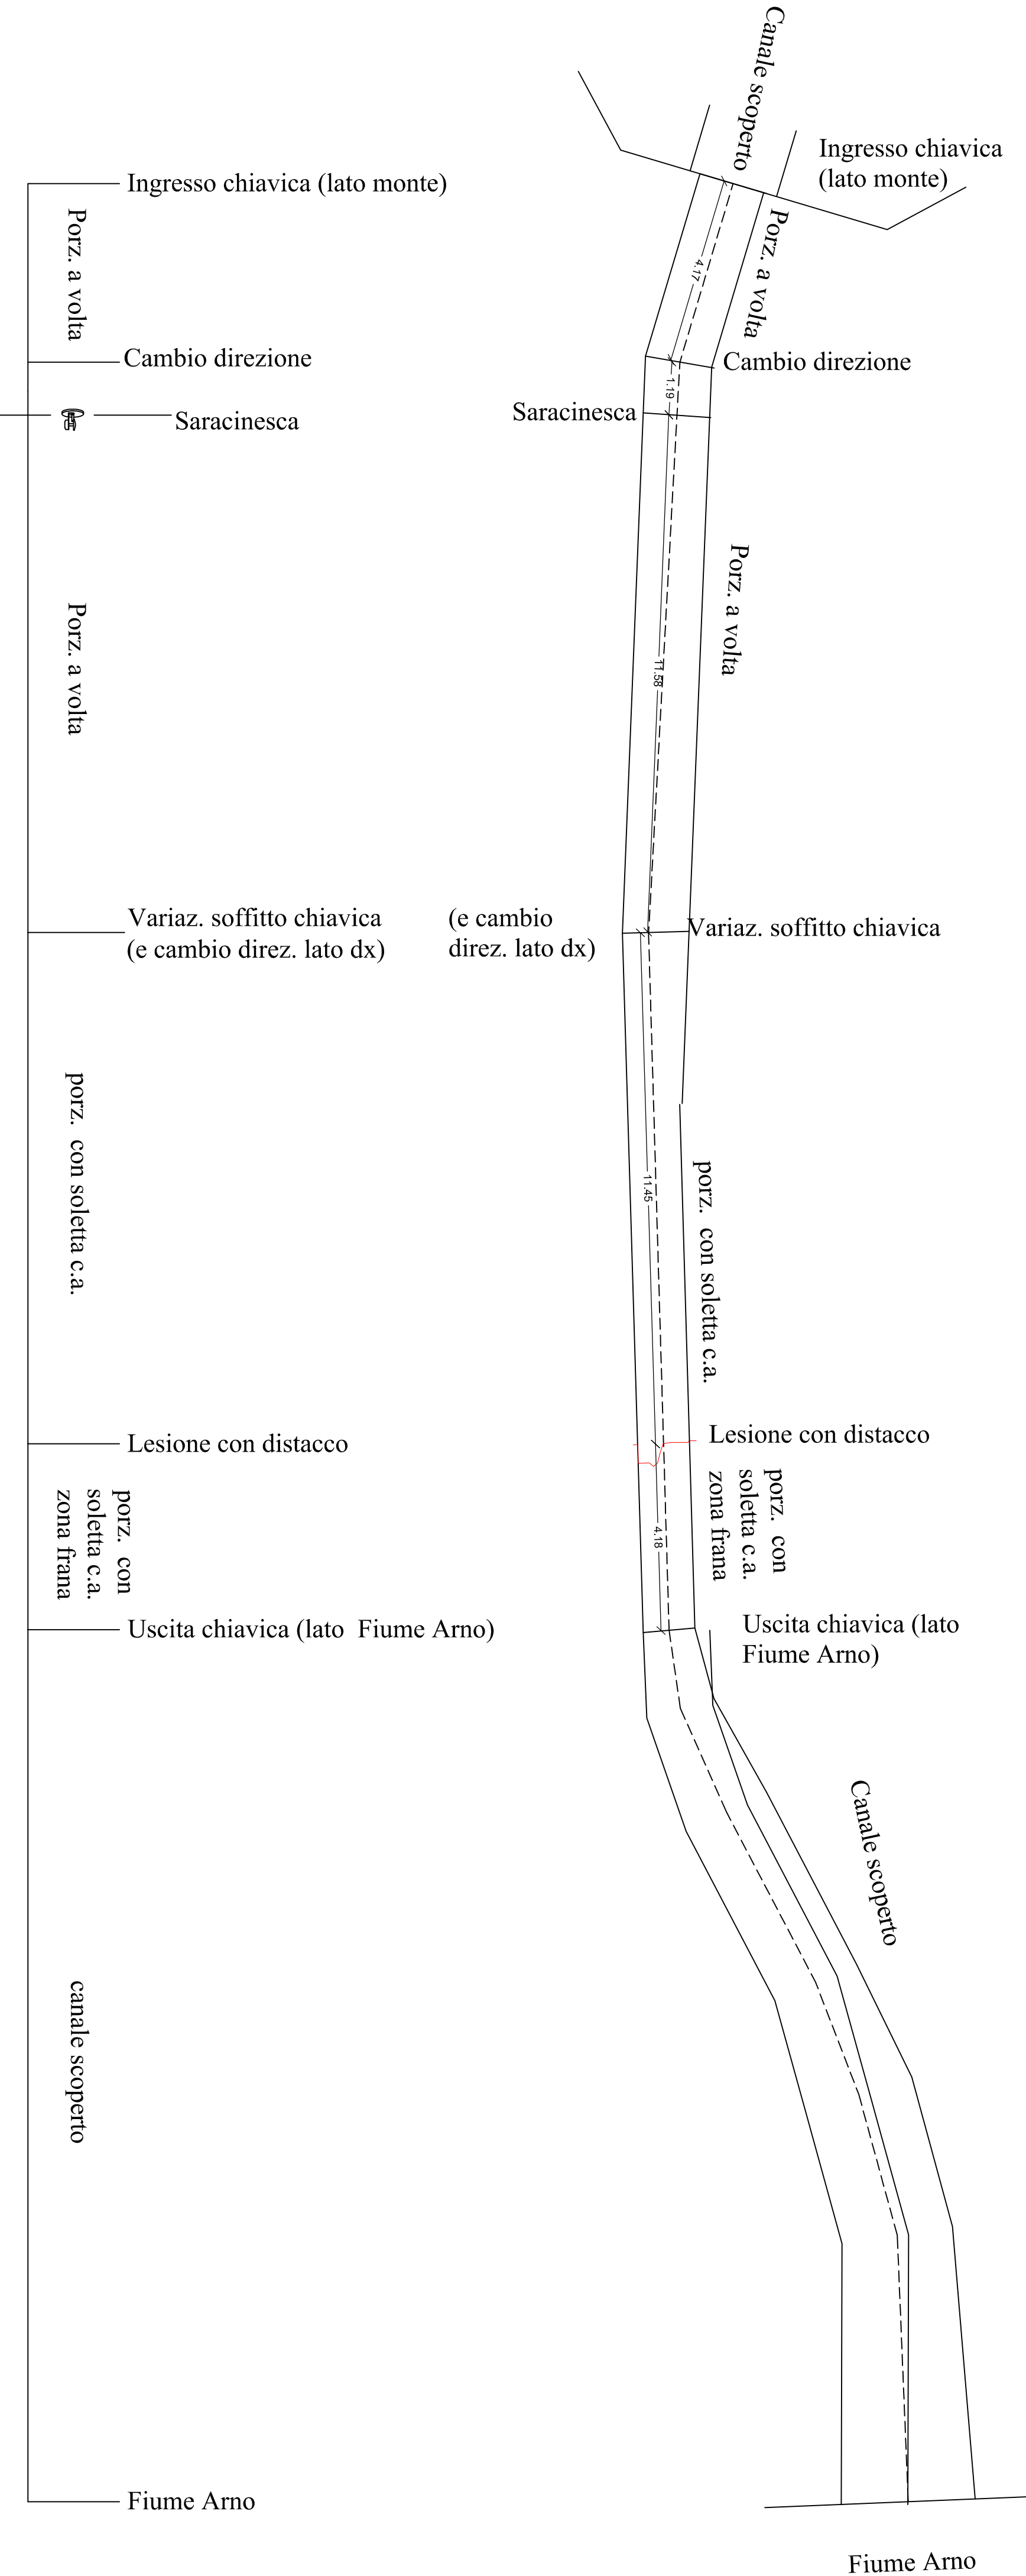 Canale scoperto
Ingresso chiavica
(lato monte)
Ingresso chiavica (lato monte)
Porz. a volta
Porz. a volta
4.17
Cambio direzione
Cambio direzione
1.19
Saracinesca
Saracinesca
Porz. a volta
Porz. a volta
11.58
Variaz. soffitto chiavica
(e cambio direz. lato dx)
(e cambio
direz. lato dx)
Variaz. soffitto chiavica
porz. con soletta c.a.
11.45
porz. con soletta c.a.
Lesione con distacco
Lesione con distacco
porz. con
soletta c.a.
zona frana
4.18
porz. con
soletta c.a.
zona frana
Uscita chiavica (lato Fiume Arno)
Uscita chiavica (lato
Fiume Arno)
Canale scoperto
canale scoperto
Fiume Arno
Fiume Arno